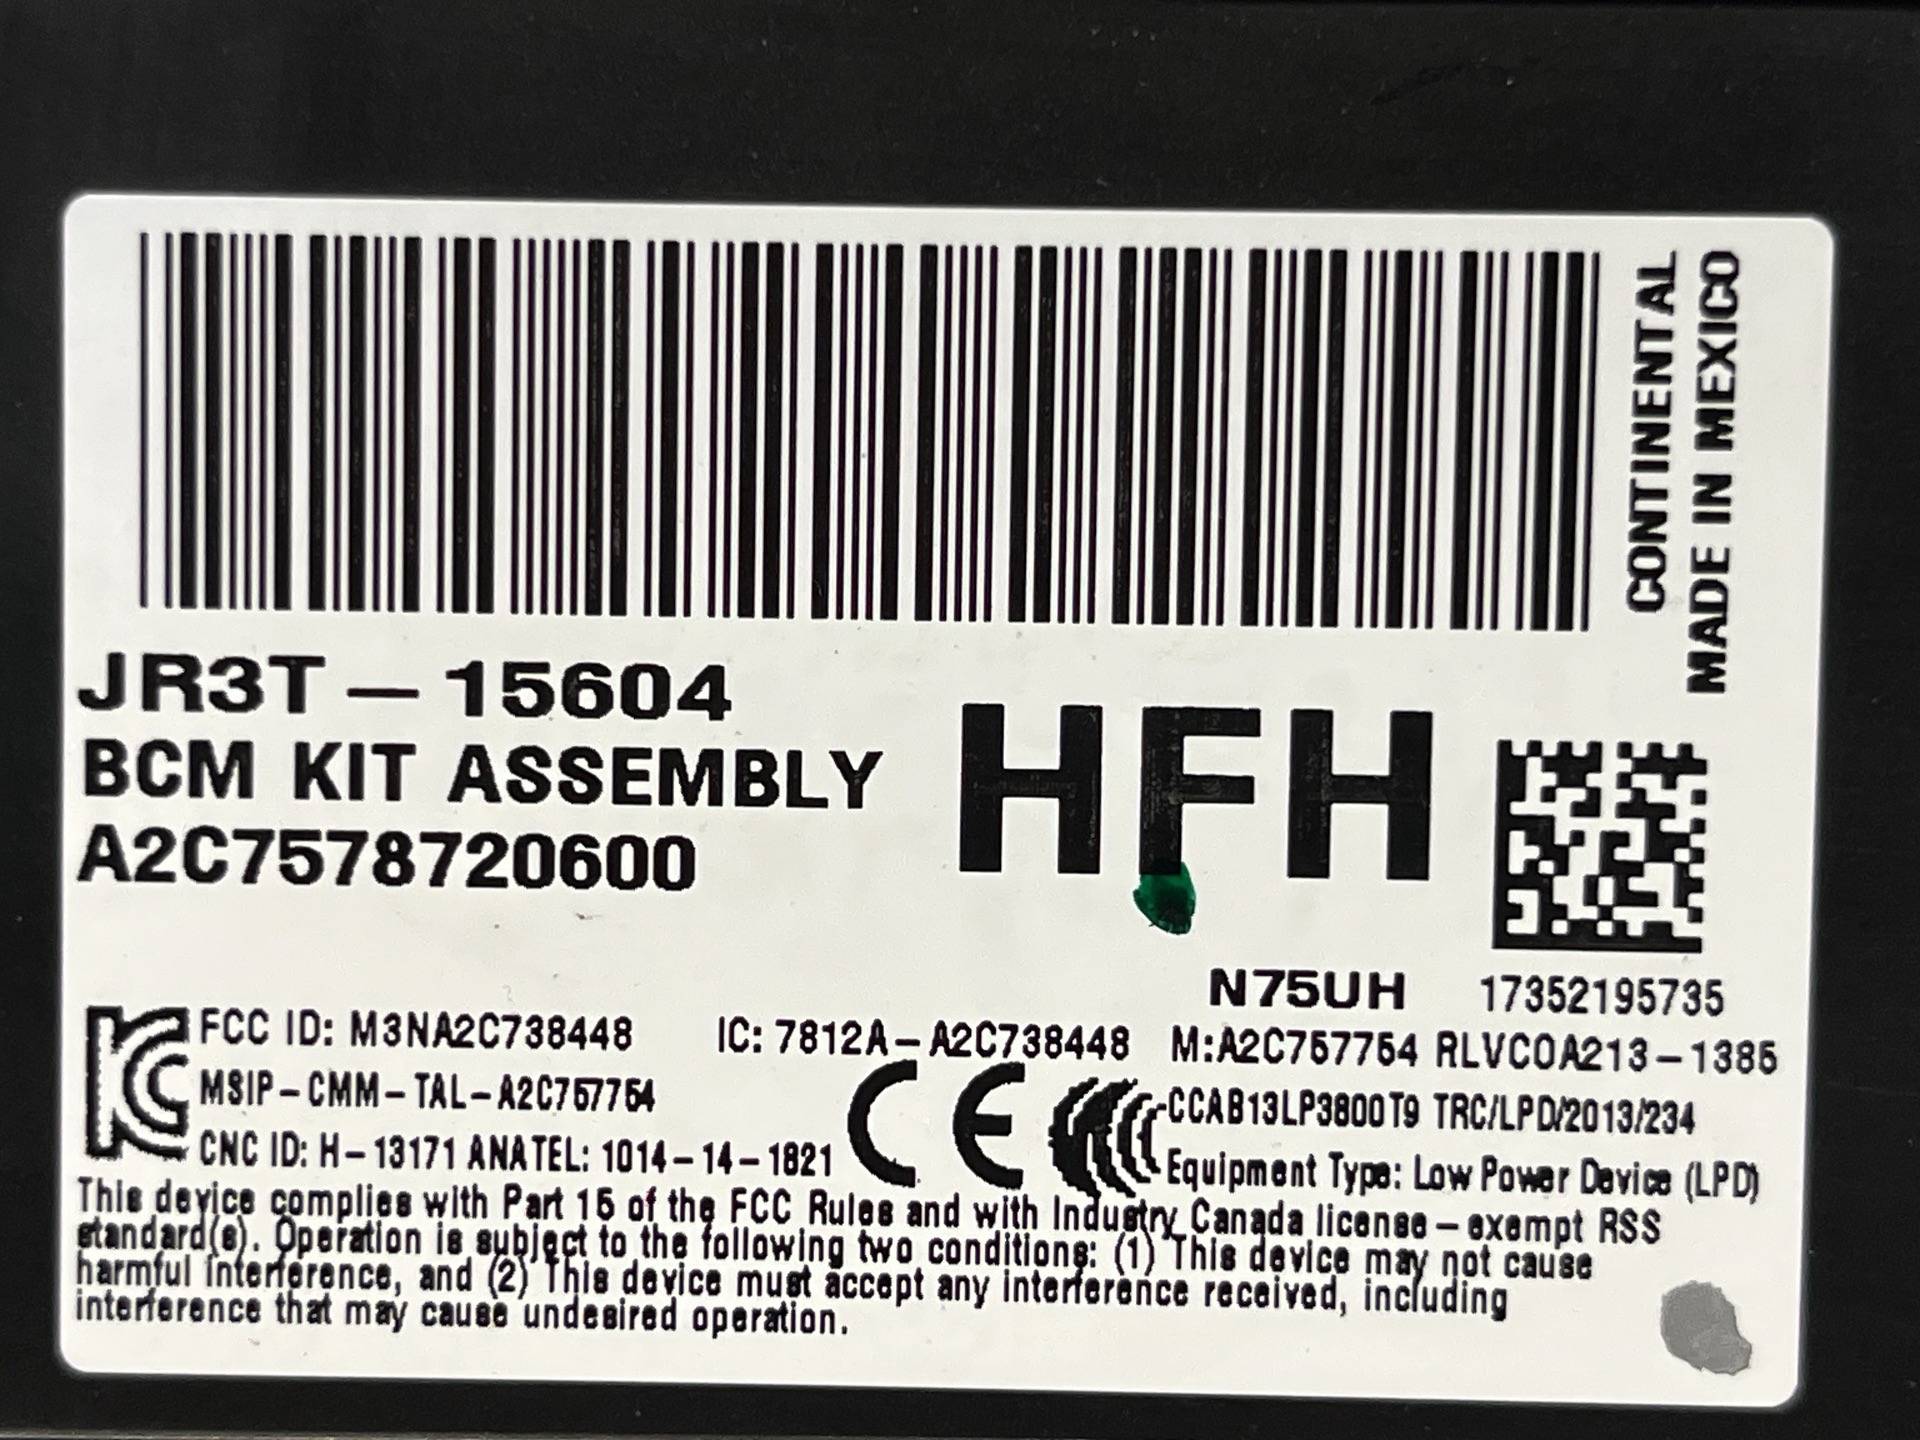 CONTINENTAL
MADE IN MEXICO
JR3T-15604
BCM KIT ASSEMBLY
A2C7578720600
HFH
N75UH 17352195735
FCC ID: M3NA2C738448 IC: 7812A-A2C738448 M:A2C757754 RLVCOA213-1385
MSIP-CMM-TAL-A2C757754
CCAB13LP3800T9 TRC/LPD/2013/234
CNC ID: H-13171 ANATEL: 1014-14-1821
CE
Equipment Type: Low Power Device (LPD)
This device complies with Part 15 of the FCC Rules and with Industry Canada license-exempt RSS
standard(s). Operation is subject to the following two conditions: (1) This device may not cause
harmful interference, and (2) This device must accept any interference received, including
interference that may cause undesired operation.